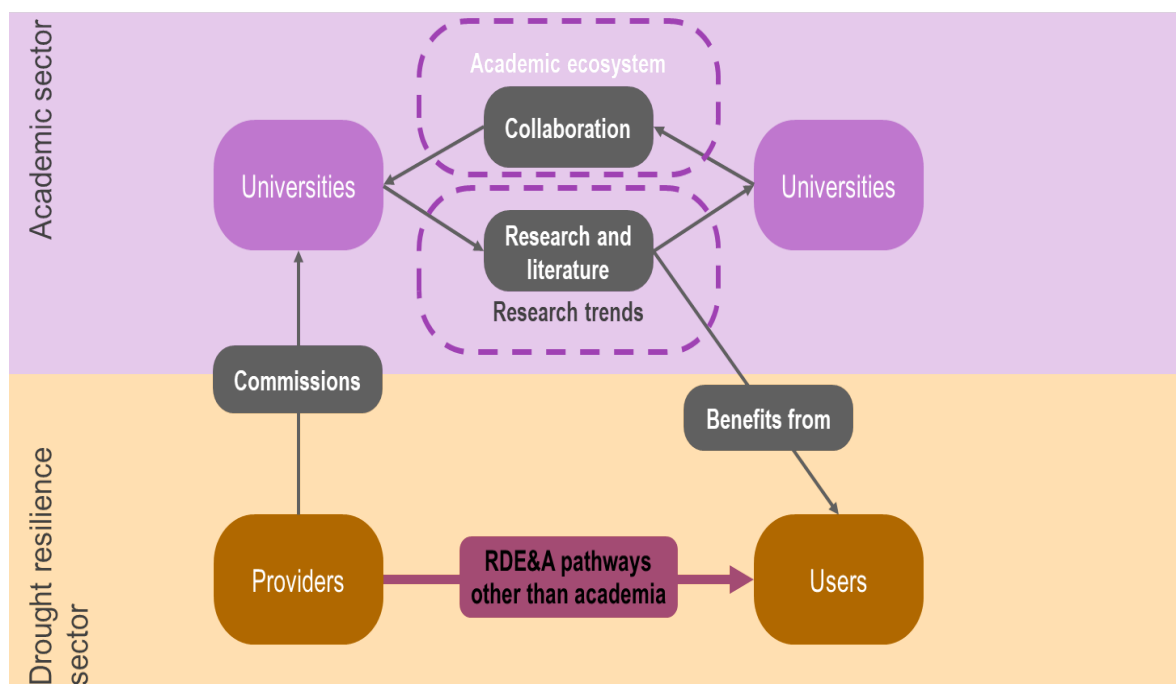 Academic sector
Academic ecosystem
Collaboration
Universities
Universities
Research and
literature
Research trends
Commissions
Benefits from
Drought resilience
sector
Providers
RDE&A pathways
other than academia
Users